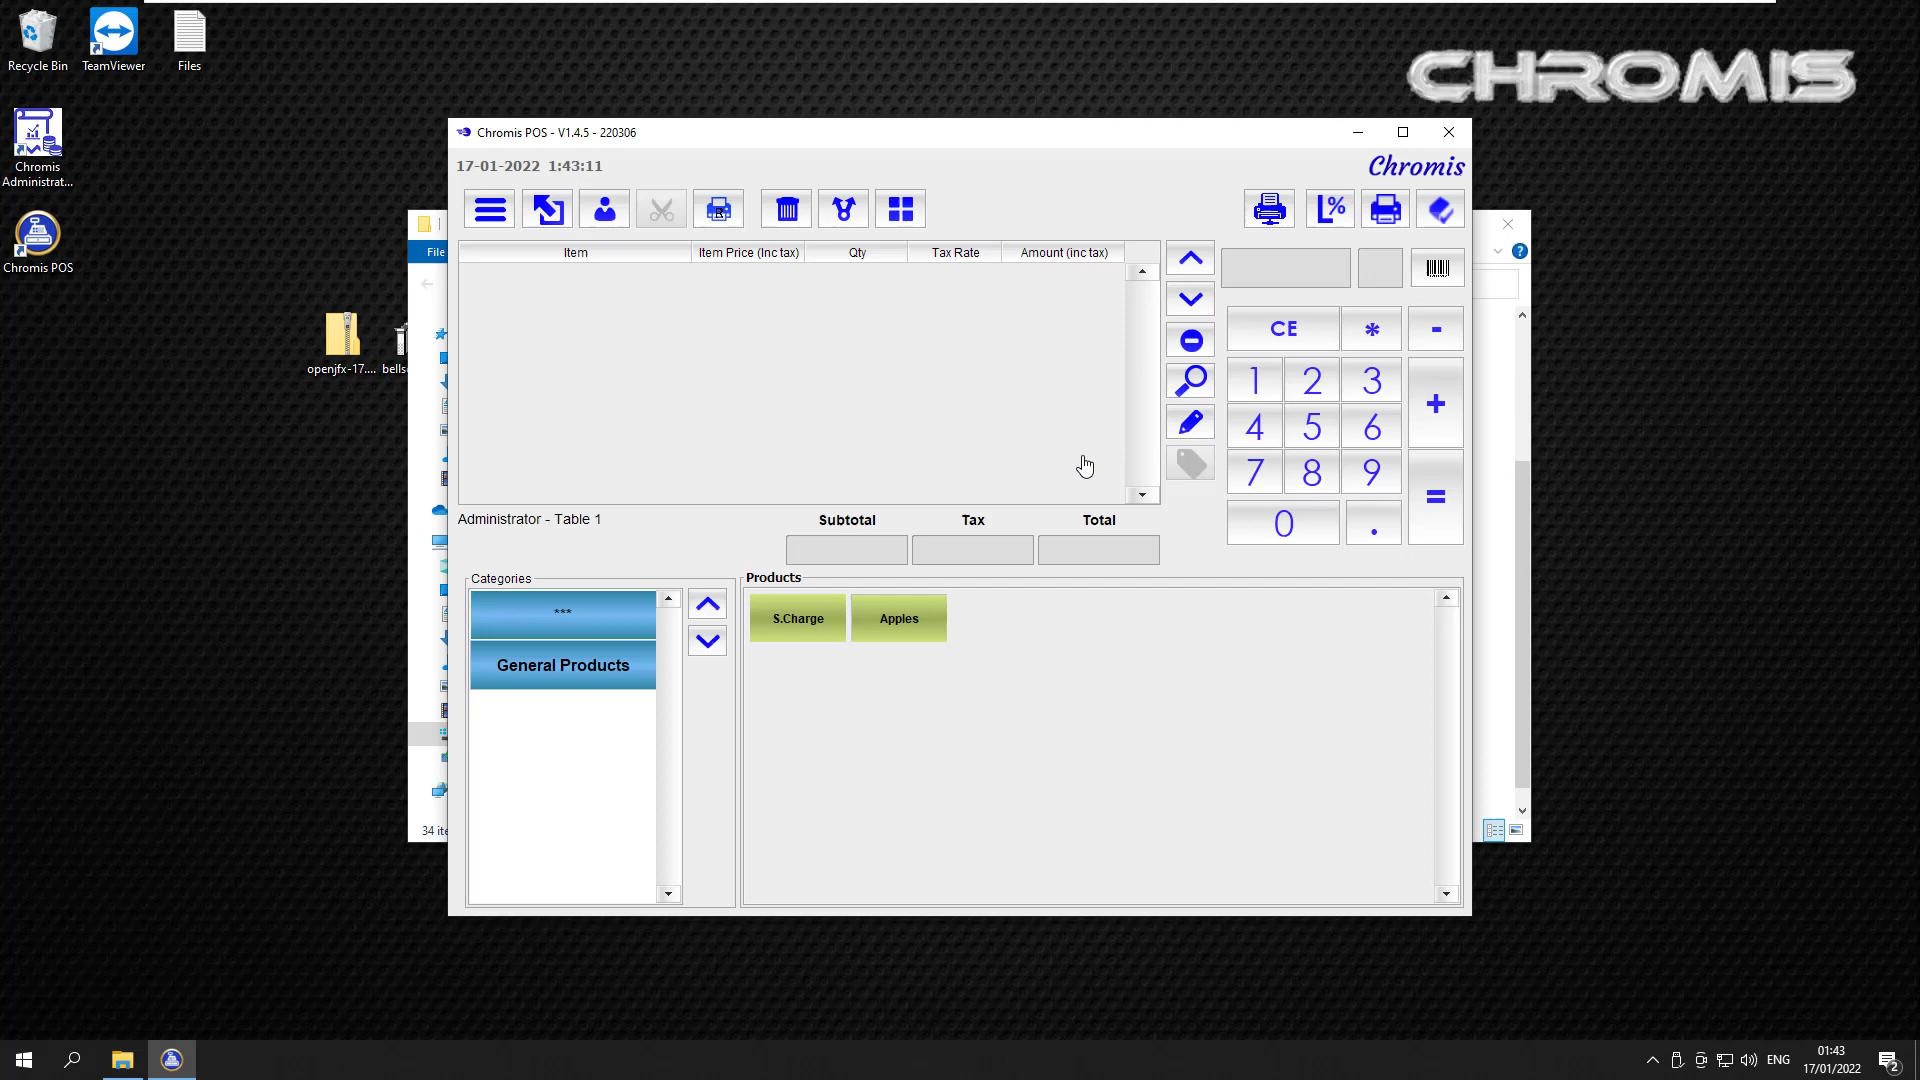 Recycle Bin
TeamViewer
Files
CHROMIS
Chromis
Administrat...
Chromis POS
openjfx-17....
bells
File
34 ite
Chromis POS - V1.4.5 - 220306
17-01-2022 1:43:11
Chromis
R
L%
Item
Item Price (Inc tax)
Qty
Tax Rate
Amount (inc tax)
CE
*
-
1
2
3
+
4
5
6
7
8
9
=
0
.
Administrator - Table 1
Subtotal
Tax
Total
Categories
***
General Products
Products
S.Charge
Apples
?
ENG
01:43
17/01/2022
2